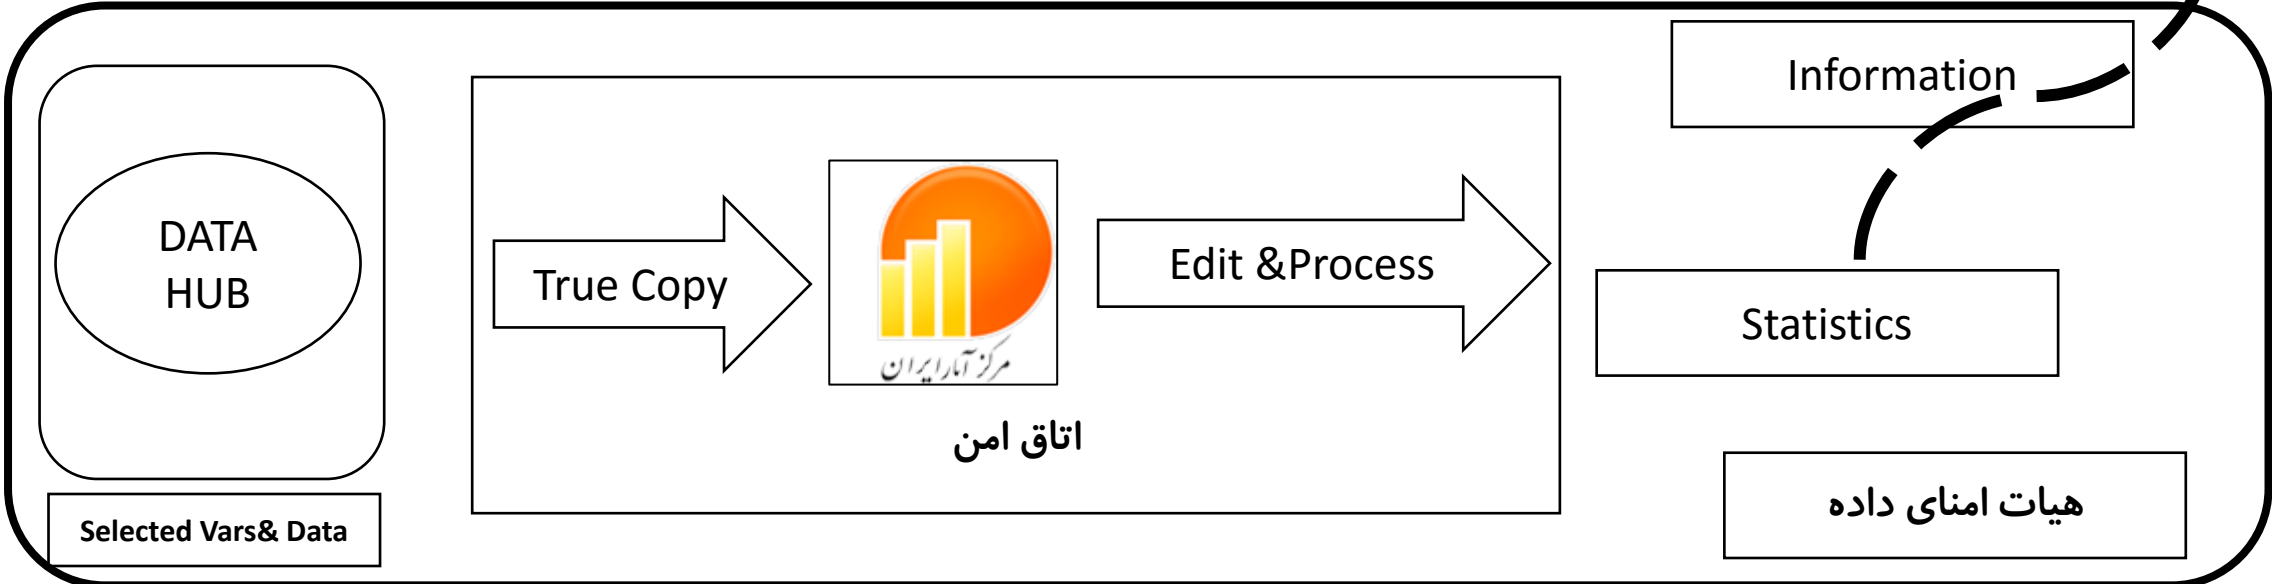 DATA
HUB
Selected Vars& Data
True Copy
مرکز آمار ایران
اتاق امن
Edit &Process
Information
Statistics
هیات امنای داده